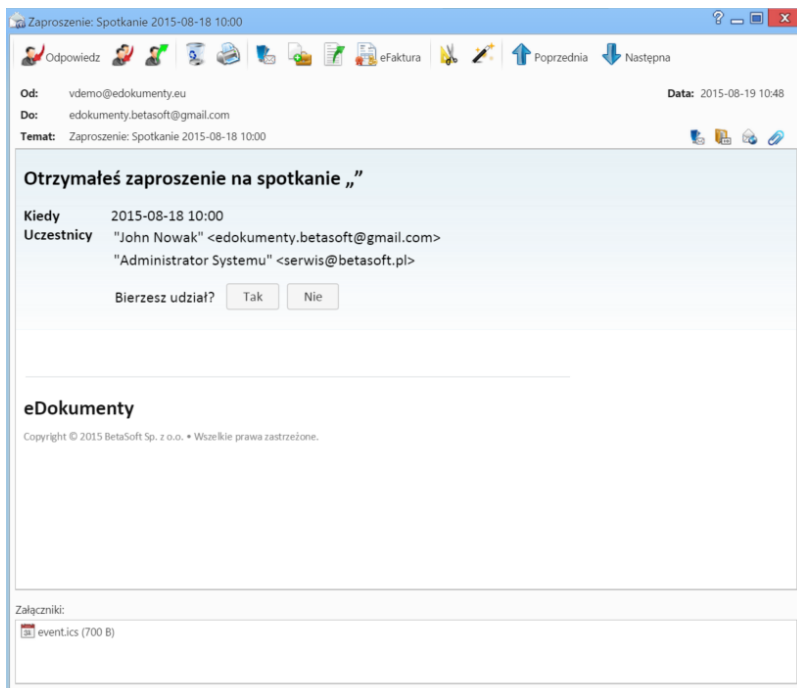 Zaproszenie: Spotkanie 2015-08-18 10:00
Odpowiedz eFaktura Poprzednia Następna
Od: vdemo@edokumenty.eu Data: 2015-08-19 10:48
Do: edokumenty.betasoft@gmail.com
Temat: Zaproszenie: Spotkanie 2015-08-18 10:00
Otrzymałeś zaproszenie na spotkanie „”
Kiedy 2015-08-18 10:00
Uczestnicy "John Nowak" <edokumenty.betasoft@gmail.com>
"Administrator Systemu" <serwis@betasoft.pl>
Bierzesz udział? Tak Nie
eDokumenty
Copyright © 2015 BetaSoft Sp. z o.o. • Wszelkie prawa zastrzeżone.
Załączniki:
event.ics (700 B)